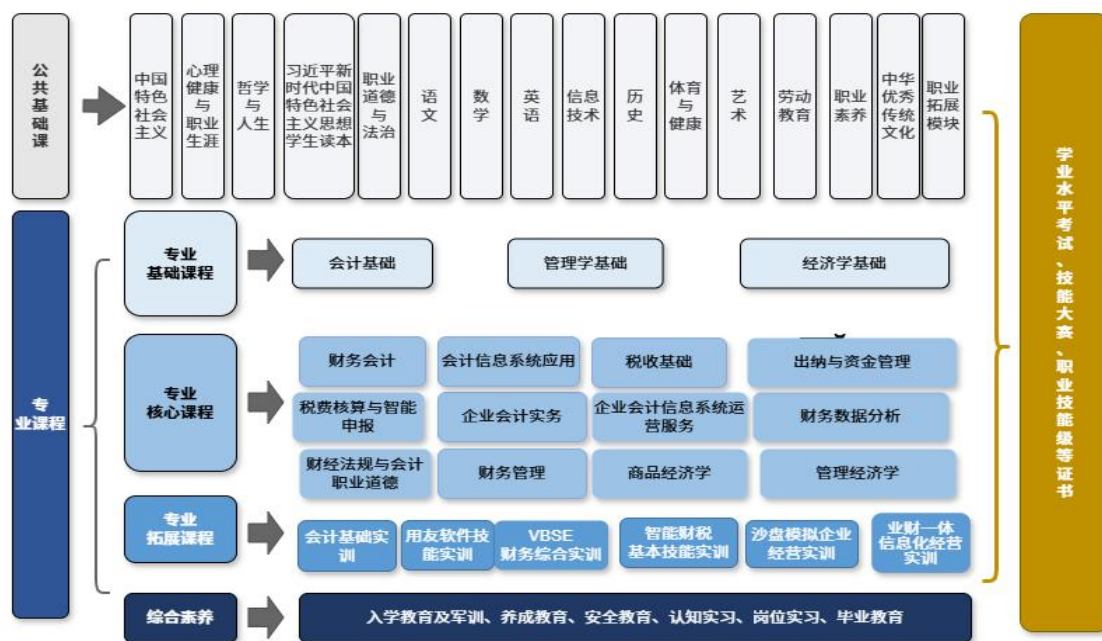 公共基础课
中国特色社会主义
心理健康与职业生涯
哲学与人生
习近平新时代中国特色社会主义思想学生读本
职业道德与法治
语文
数学
英语
信息技术
历史
体育与健康
艺术
劳动教育
职业素养
中华优秀传统文化
职业拓展模块
专
业课程
专业
基础课程
会计基础
管理学基础
经济学基础
专业
核心课程
财务会计
会计信息系统应用
税收基础
出纳与资金管理
税费核算与智能
申报
企业会计实务
企业会计信息系统运
营服务
财务数据分析
财经法规与会计
职业道德
财务管理
商品经济学
管理经济学
专业
拓展课程
会计基础实
训
用友软件技
能实训
VBSE
财务综合实训
智能财税
基本技能实训
沙盘模拟企业
经营实训
业财一体
信息化经营
实训
综合素养
入学教育及军训、养成教育、安全教育、认知实习、岗位实习、毕业教育
学业水平考试、技能大赛、职业技能级等证书